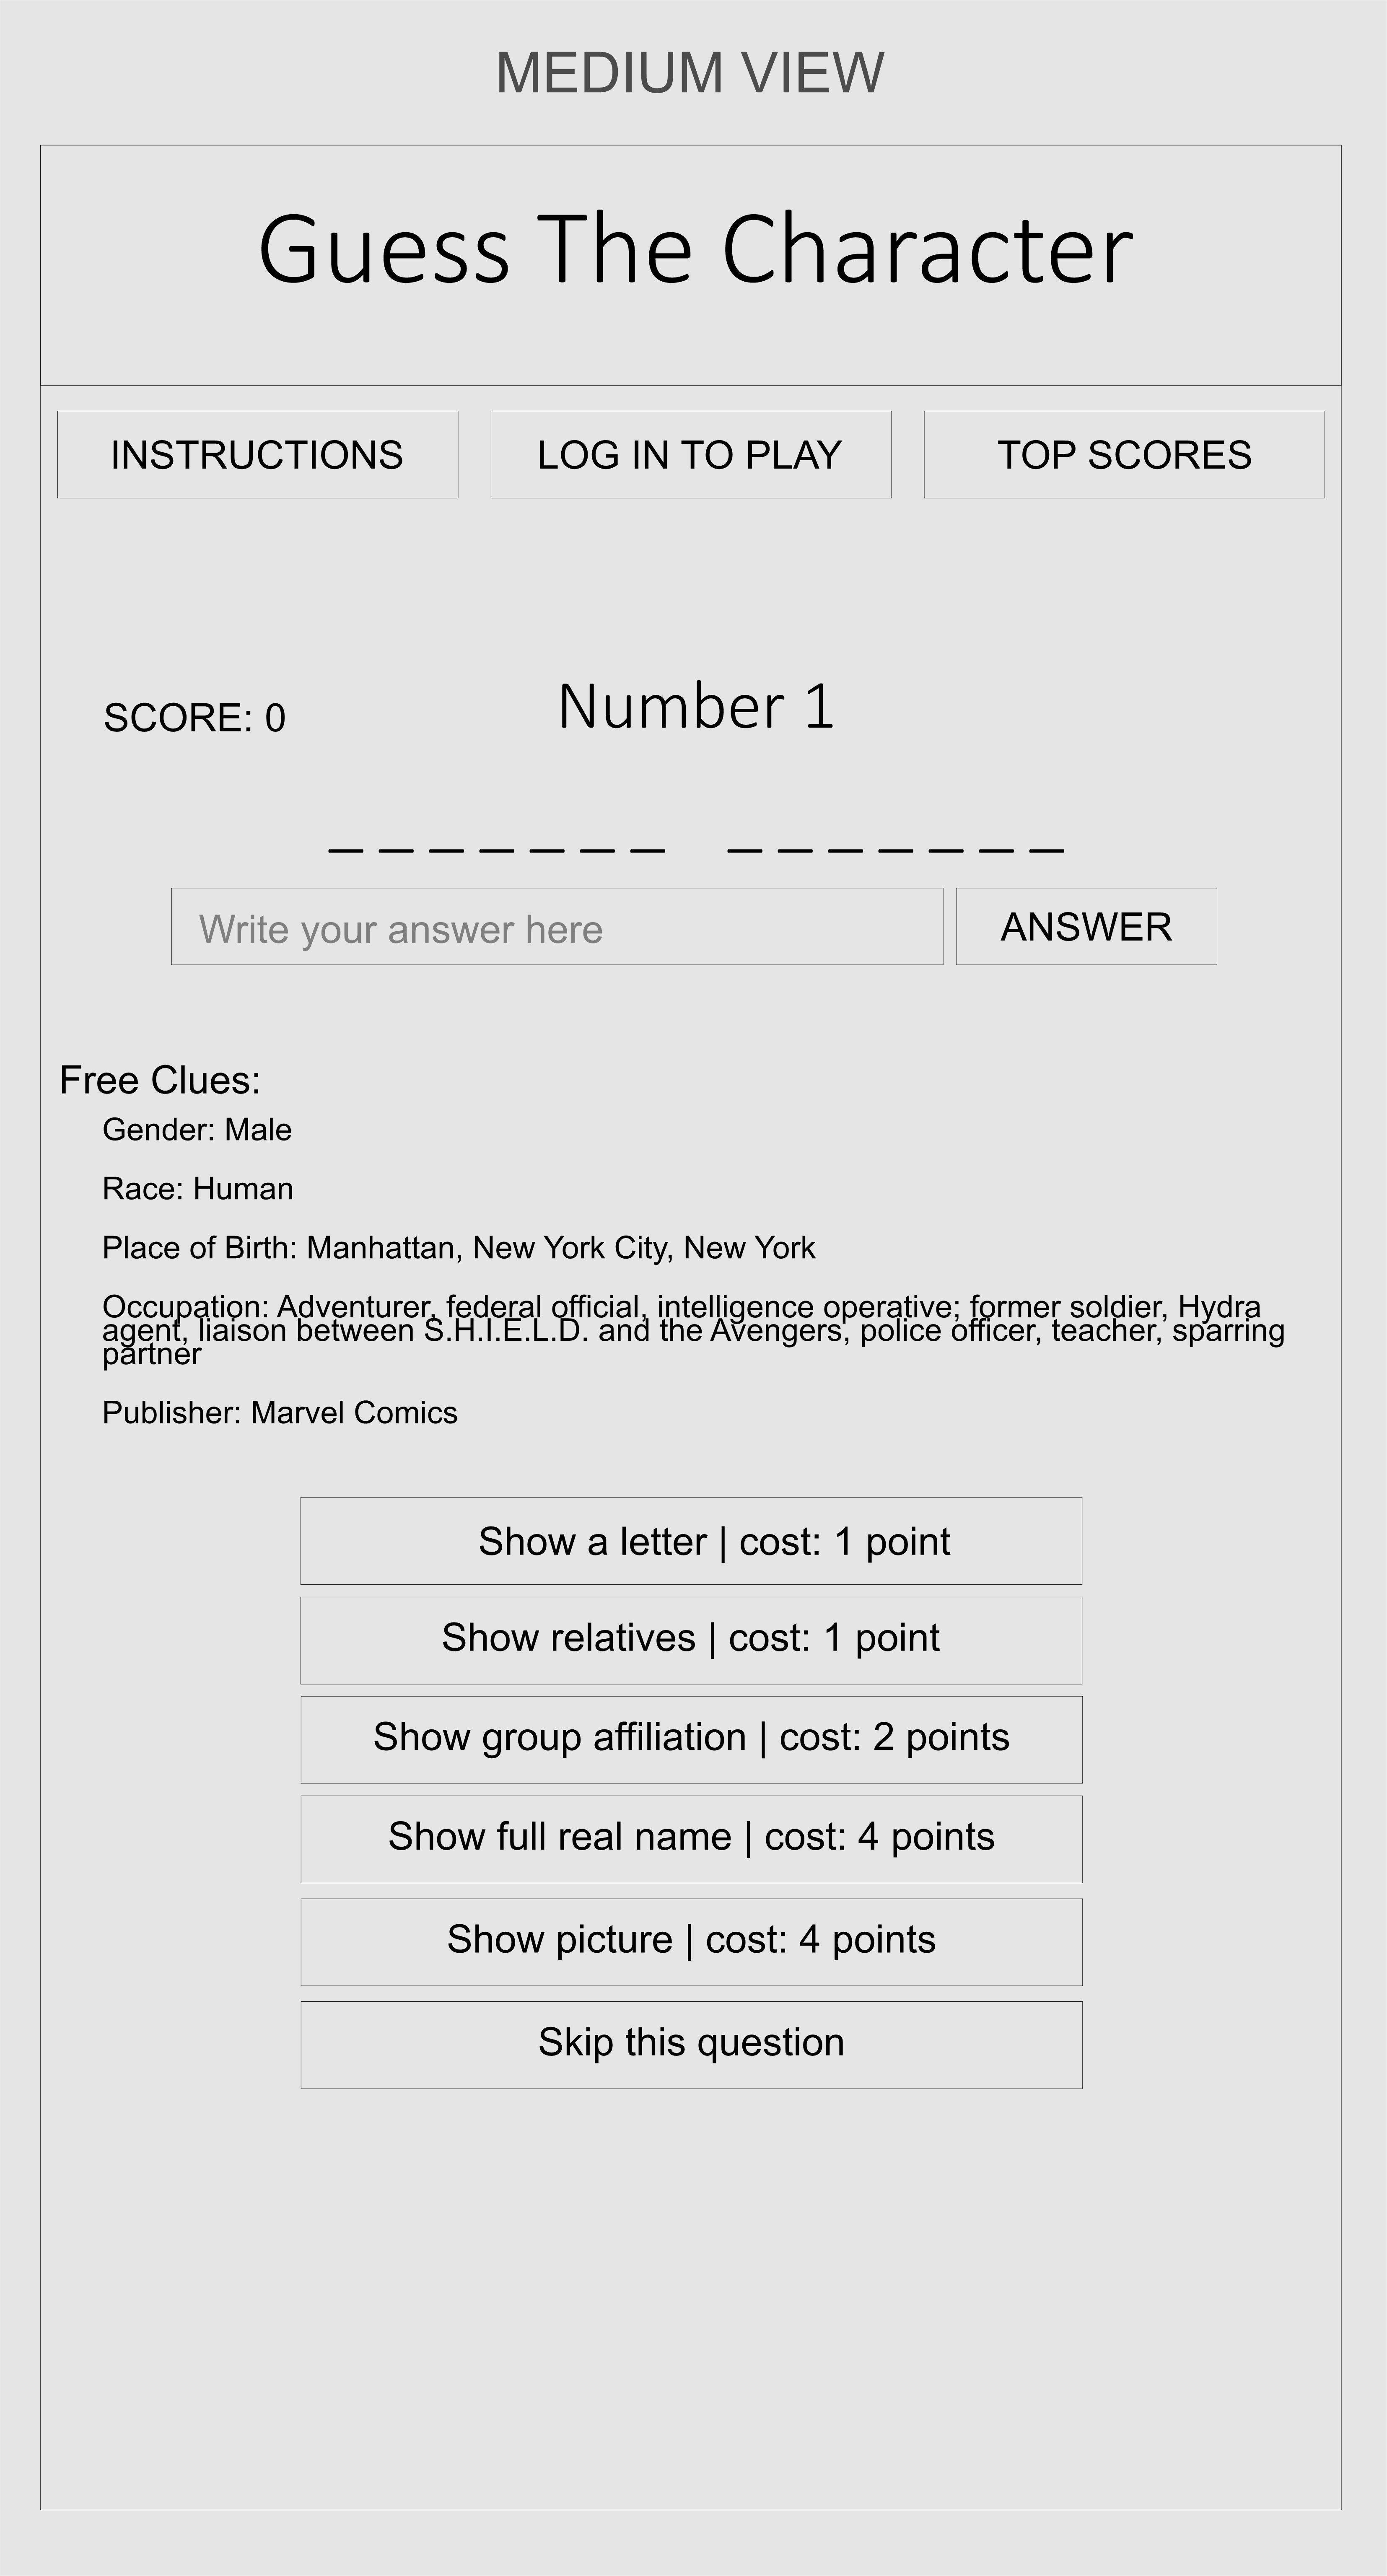 MEDIUM VIEW
Guess The Character
INSTRUCTIONS
LOG IN TO PLAY
TOP SCORES
SCORE: 0
Number 1
_ _ _ _ _ _ _   _ _ _ _ _ _ _
Write your answer here
ANSWER
Free Clues:
Gender: Male
Race: Human
Place of Birth: Manhattan, New York City, New York
Occupation: Adventurer, federal official, intelligence operative; former soldier, Hydra
agent, liaison between S.H.I.E.L.D. and the Avengers, police officer, teacher, sparring
partner
Publisher: Marvel Comics
Show a letter | cost: 1 point
Show relatives | cost: 1 point
Show group affiliation | cost: 2 points
Show full real name | cost: 4 points
Show picture | cost: 4 points
Skip this question